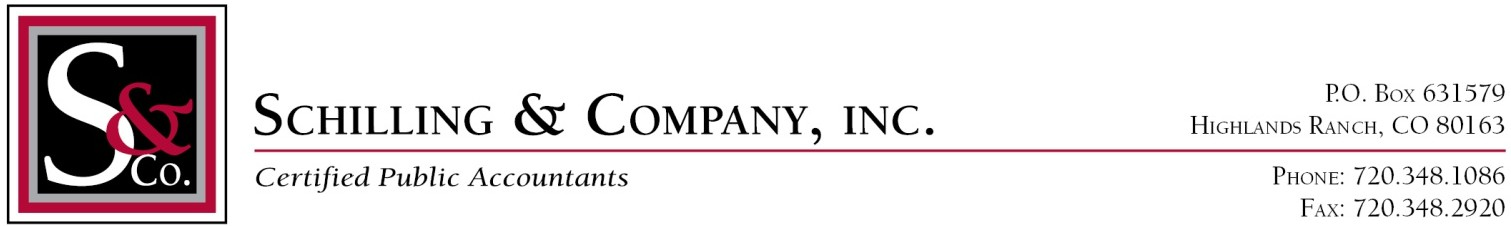 S&
Co.
SCHILLING & COMPANY, INC.
Certified Public Accountants
P.O. BOX 631579
HIGHLANDS RANCH, CO 80163
PHONE: 720.348.1086
FAX: 720.348.2920